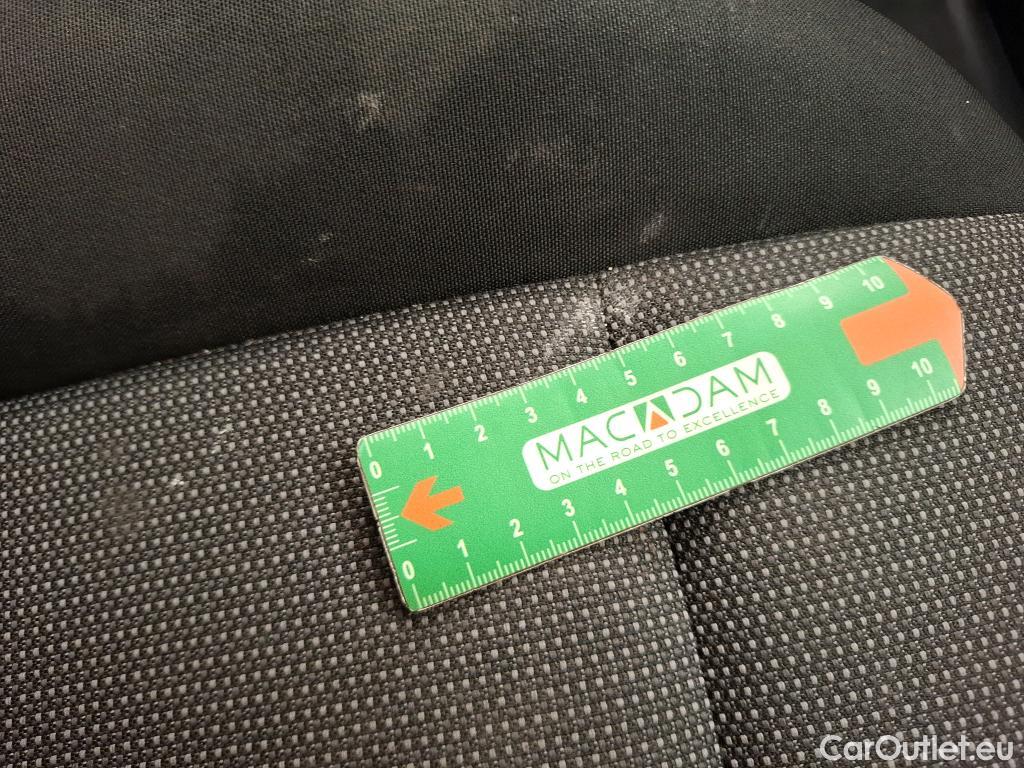 0 1 2 3 4 5 6 7 8 9 10
MACADAM
ON THE ROAD TO EXCELLENCE
0 1 2 3 4 5 6 7 8 9 10
CarOutlet.eu